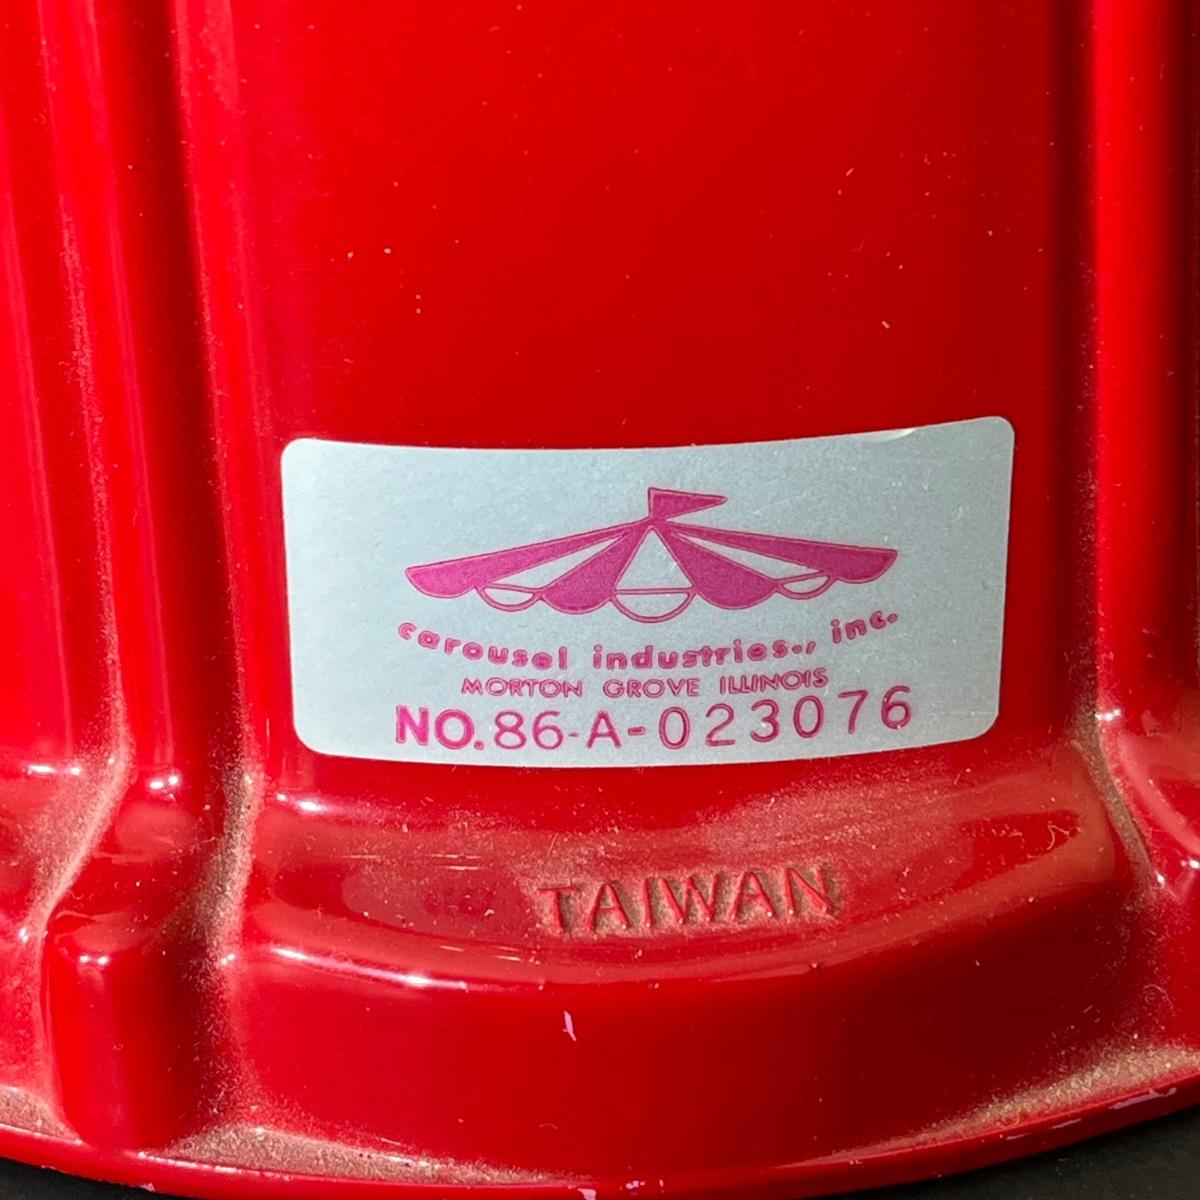 carousel industries., inc.
MORTON GROVE ILLINOIS
NO. 86-A-023076
TAIWAN